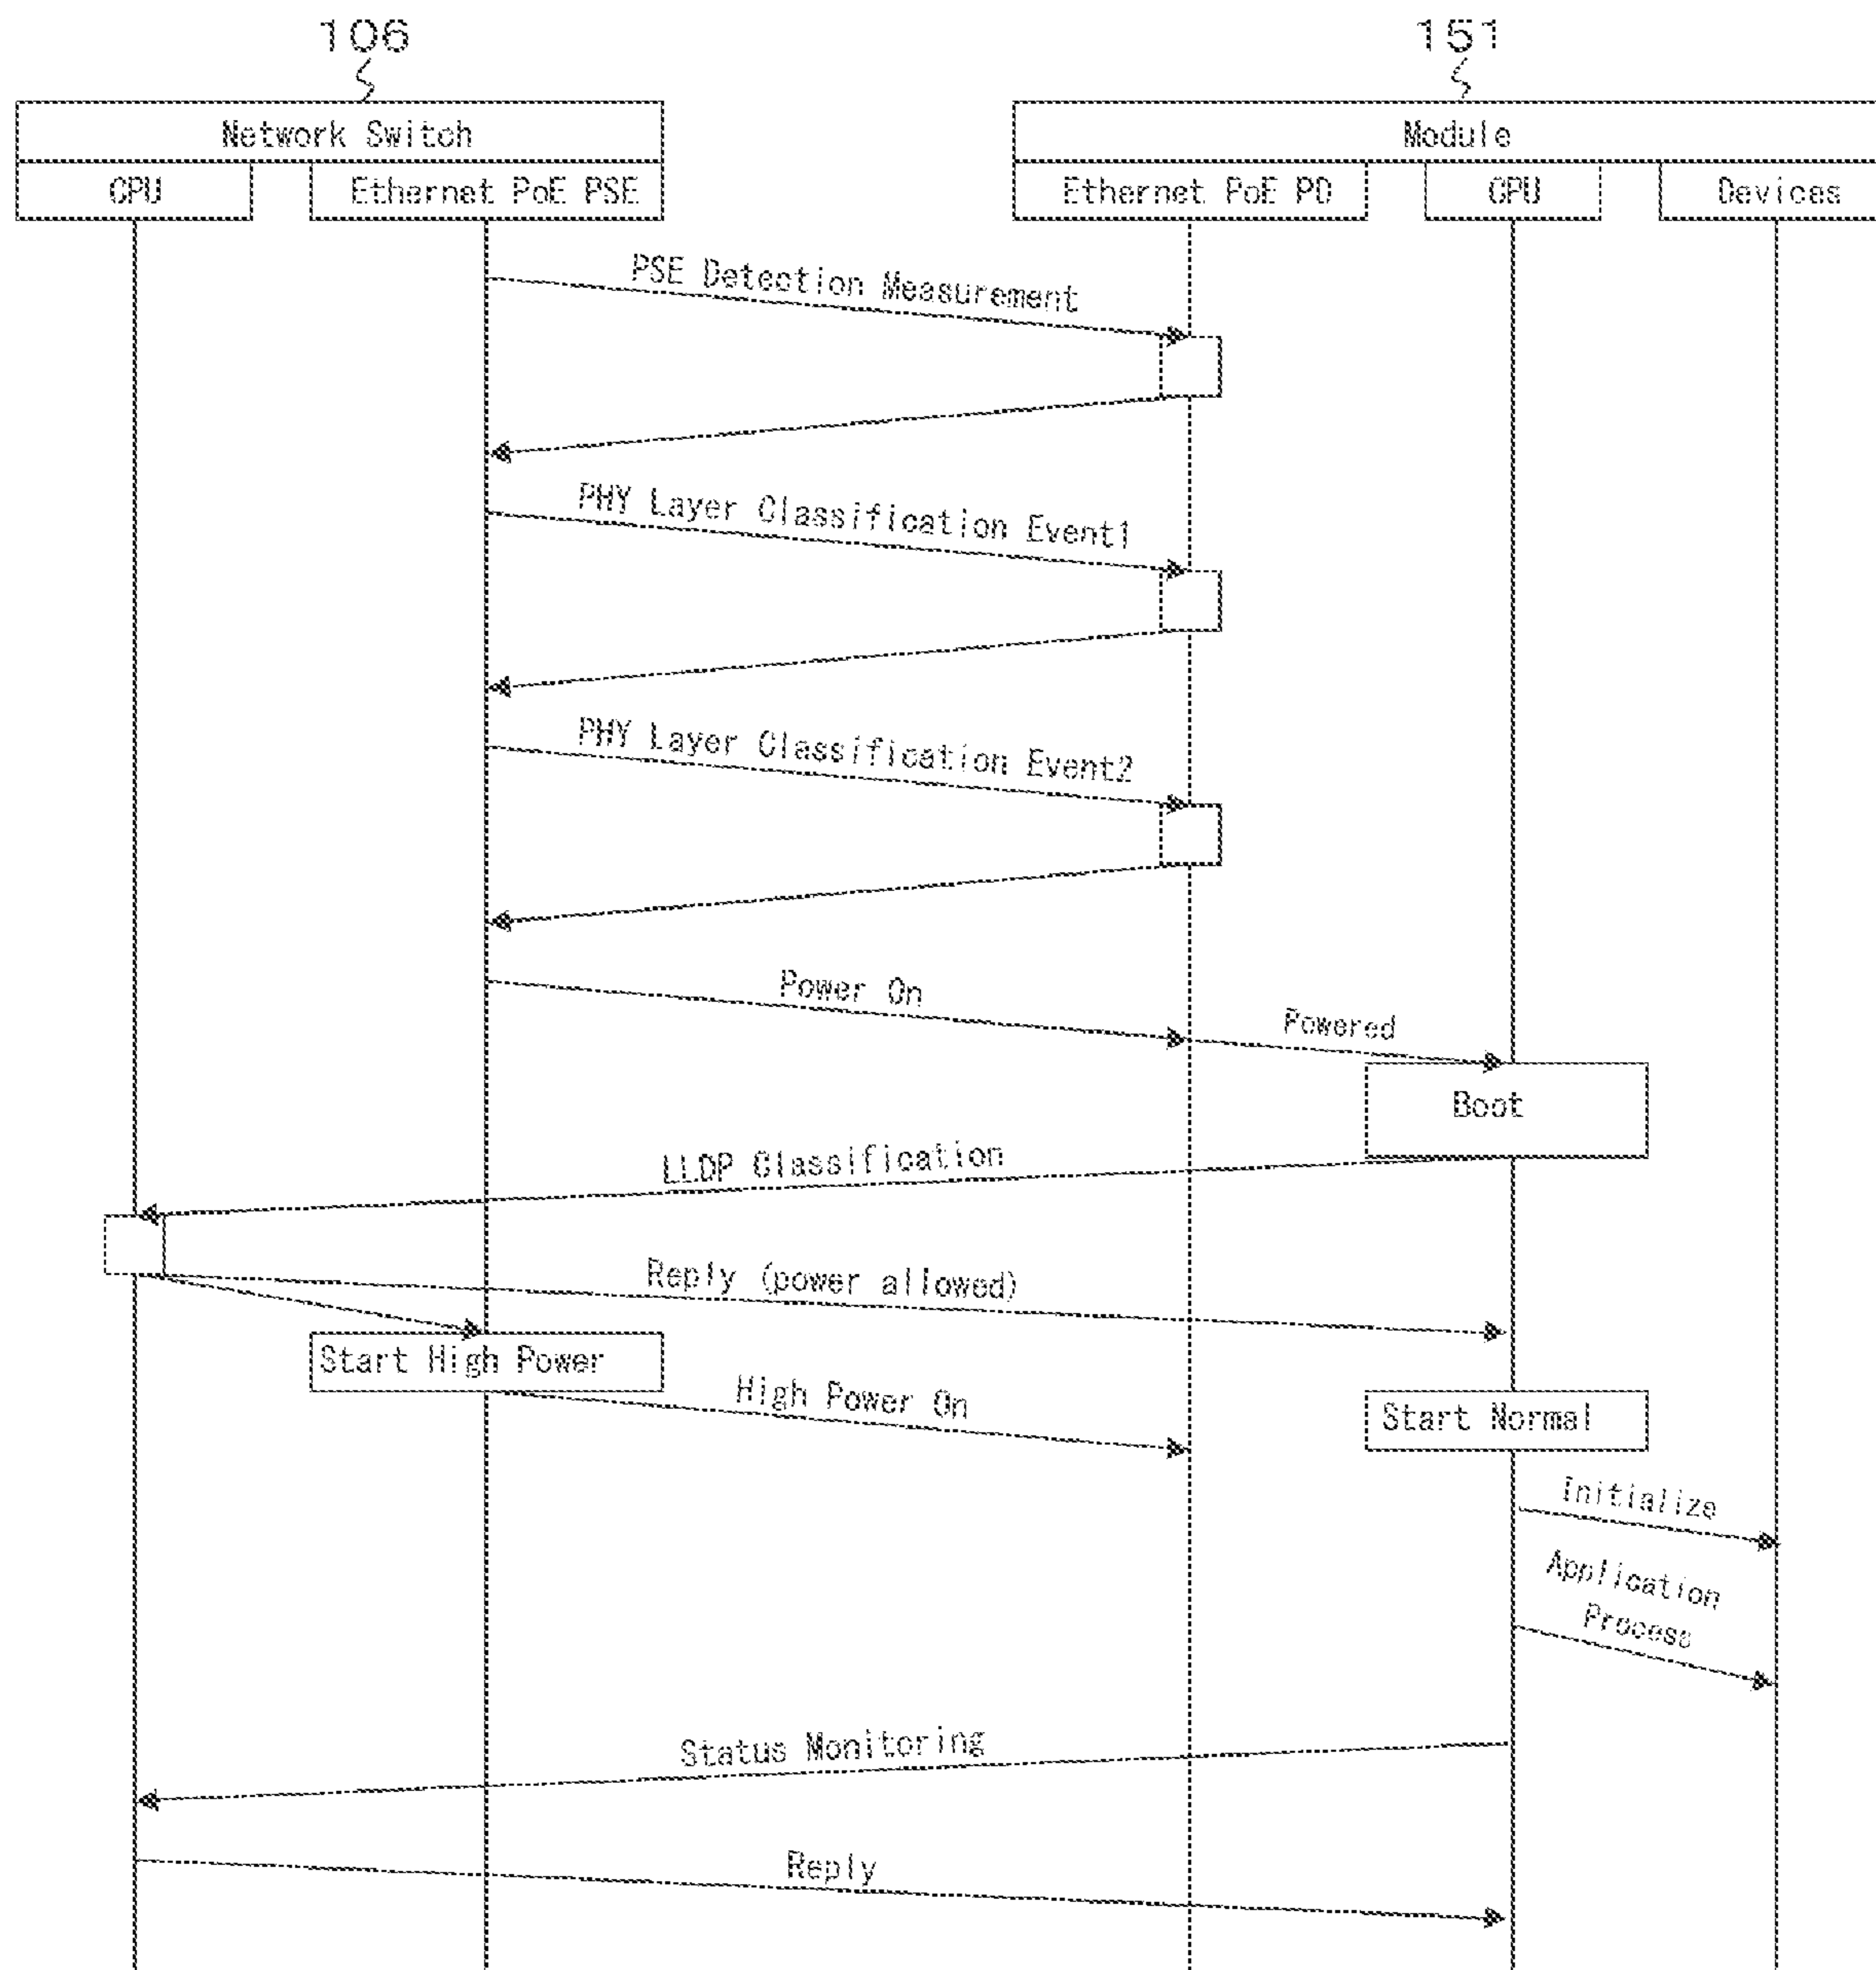 106
151
Network Switch
Module
CPU
Ethernet PoE PSE
Ethernet PoE PD
CPU
Devices
PSE Detection Measurement
PHY Layer Classification Event1
PHY Layer Classification Event2
Power On
Powered
Boot
LLDP Classification
Reply (power allowed)
Start High Power
High Power On
Start Normal
Initialize
Application
Process
Status Monitoring
Reply